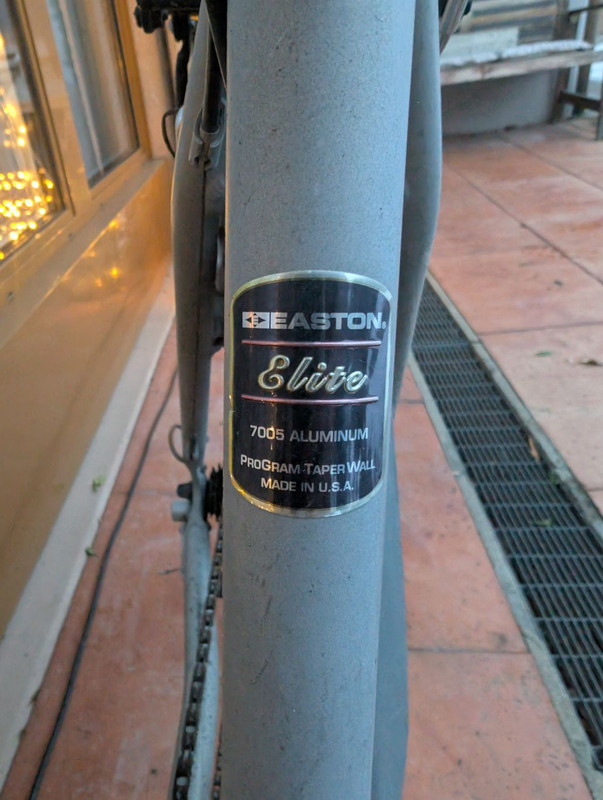 EASTON®
Elite
7005 ALUMINUM
PROGRAM-TAPER WALL
MADE IN U.S.A.